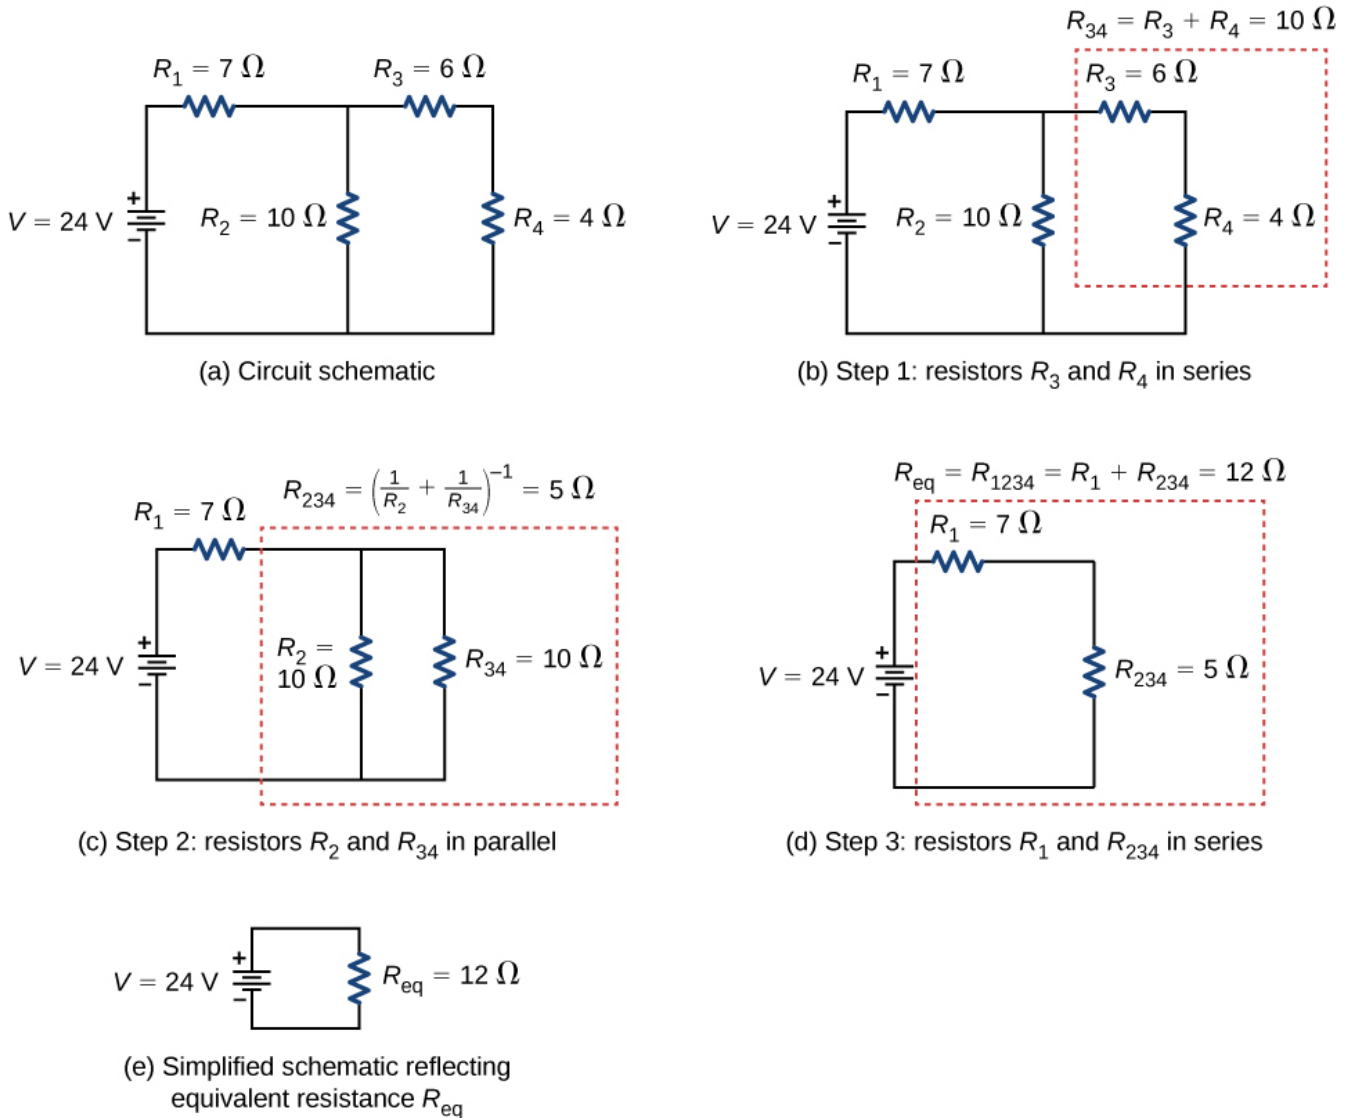 R1 = 7 Ω
R3 = 6 Ω
V = 24 V
+
−
R2 = 10 Ω
R4 = 4 Ω
(a) Circuit schematic
R34 = R3 + R4 = 10 Ω
R1 = 7 Ω
R3 = 6 Ω
V = 24 V
+
−
R2 = 10 Ω
R4 = 4 Ω
(b) Step 1: resistors R3 and R4 in series
R234 = (1/R2 + 1/R34)^−1 = 5 Ω
R1 = 7 Ω
V = 24 V
+
−
R2 =
10 Ω
R34 = 10 Ω
(c) Step 2: resistors R2 and R34 in parallel
Req = R1234 = R1 + R234 = 12 Ω
R1 = 7 Ω
V = 24 V
+
−
R234 = 5 Ω
(d) Step 3: resistors R1 and R234 in series
V = 24 V
+
−
Req = 12 Ω
(e) Simplified schematic reflecting
equivalent resistance Req